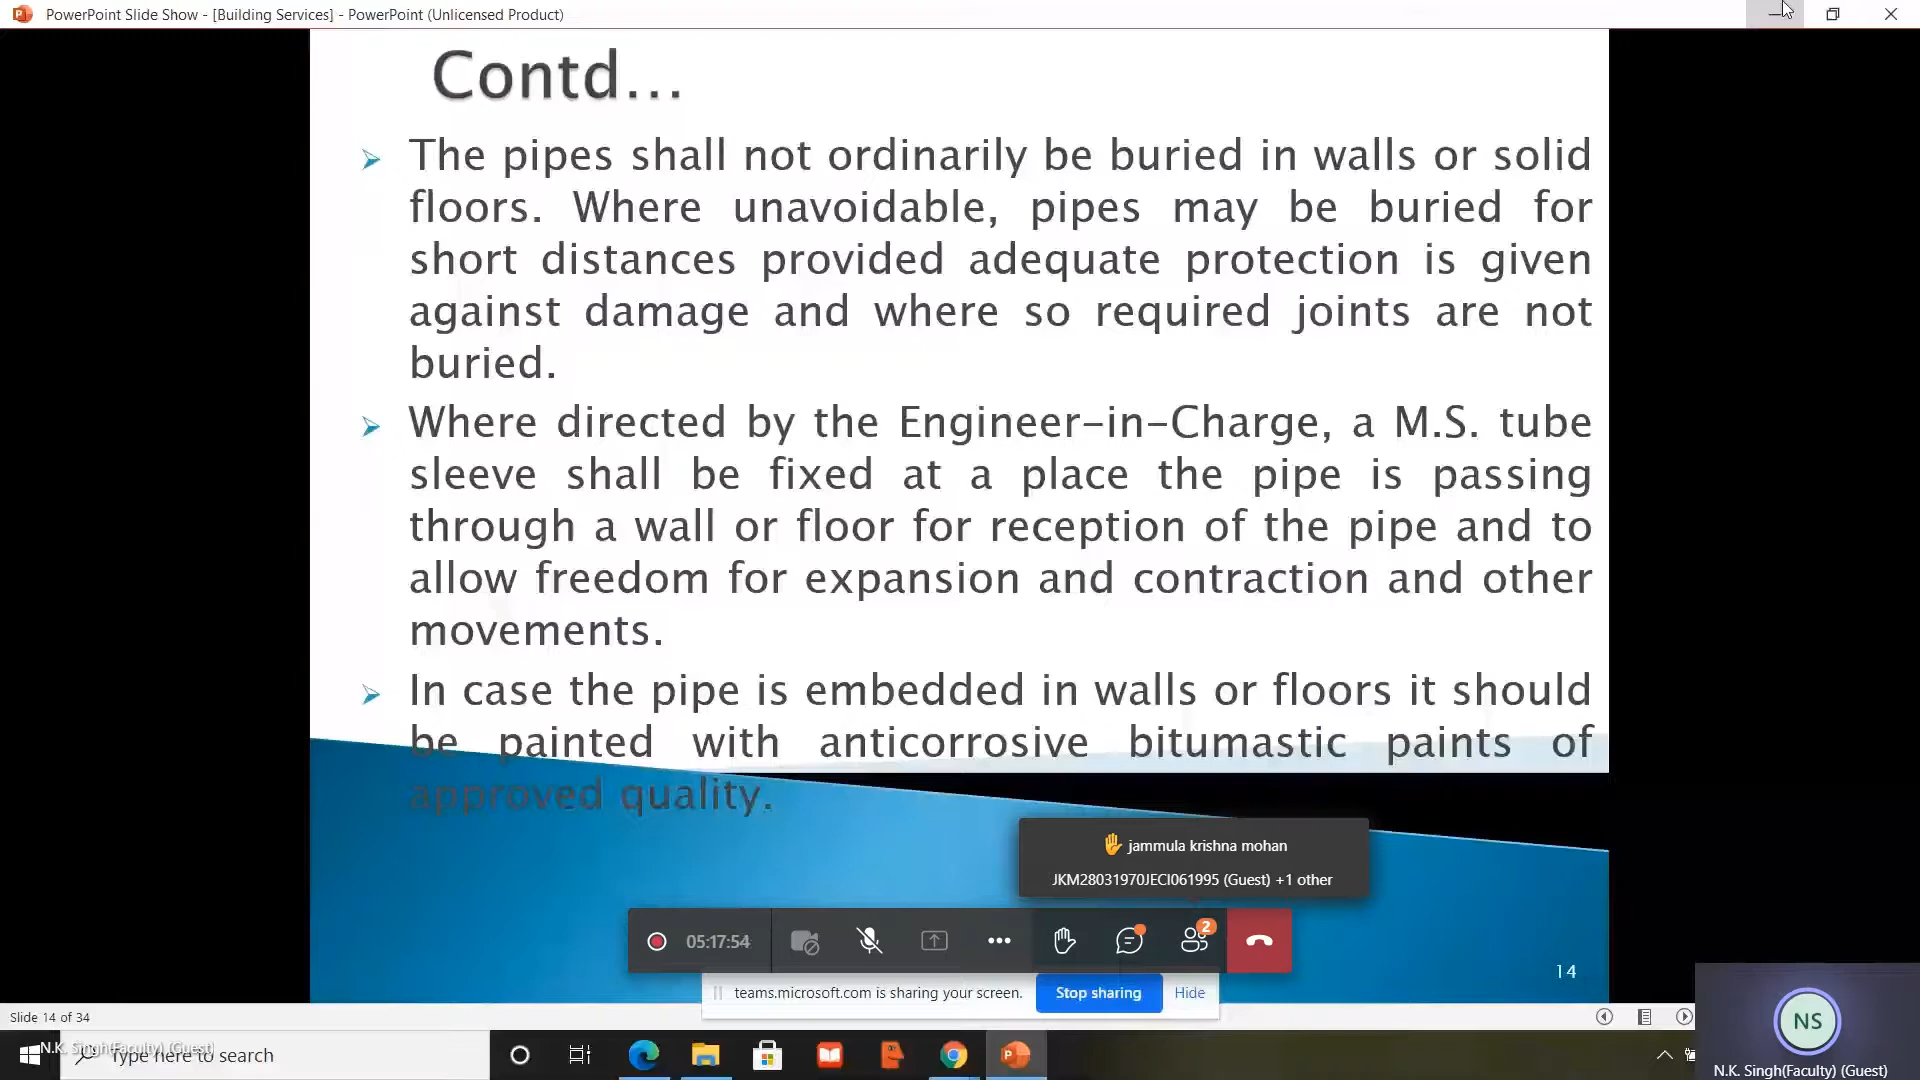 PowerPoint Slide Show - [Building Services] - PowerPoint (Unlicensed Product)
Contd...
The pipes shall not ordinarily be buried in walls or solid
floors. Where unavoidable, pipes may be buried for
short distances provided adequate protection is given
against damage and where so required joints are not
buried.
Where directed by the Engineer-in-Charge, a M.S. tube
sleeve shall be fixed at a place the pipe is passing
through a wall or floor for reception of the pipe and to
allow freedom for expansion and contraction and other
movements.
In case the pipe is embedded in walls or floors it should
be painted with anticorrosive bitumastic paints of
approved quality.
jammula krishna mohan
JKM28031970JECI061995 (Guest) +1 other
05:17:54
2
14
teams.microsoft.com is sharing your screen.
Stop sharing
Hide
Slide 14 of 34
NS
N.K. Singh(Faculty) (Guest)
Type here to search
N.K. Singh(Faculty) (Guest)